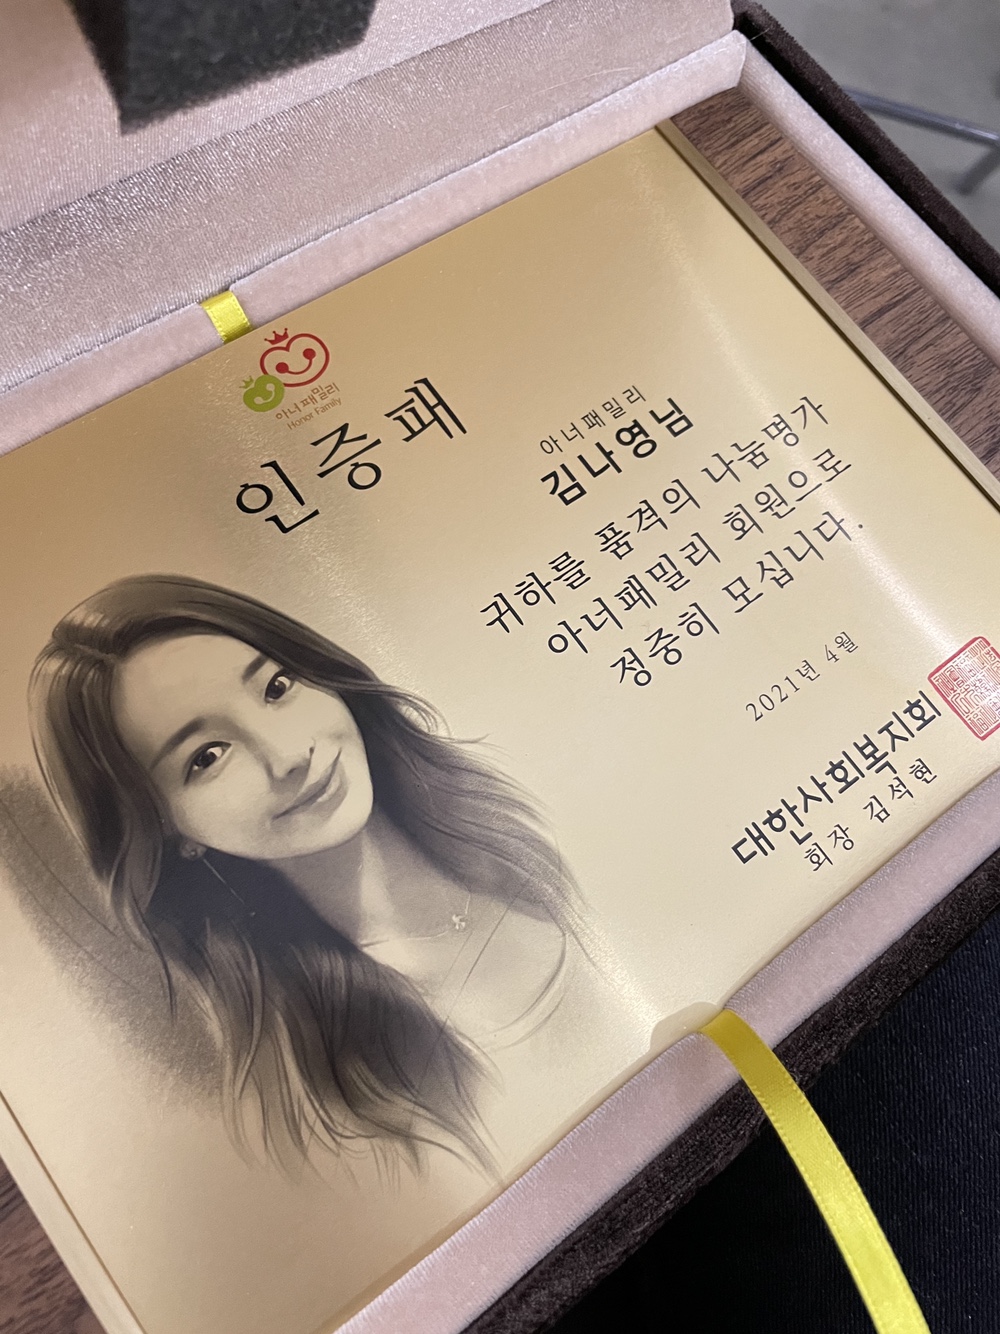 아너패밀리
Honor Family
인증패
아너패밀리
김나영님
귀하를 품격의 나눔명가
아너패밀리 회원으로
정중히 모십니다.
2021년 4월
대한사회복지회
회장 김석현